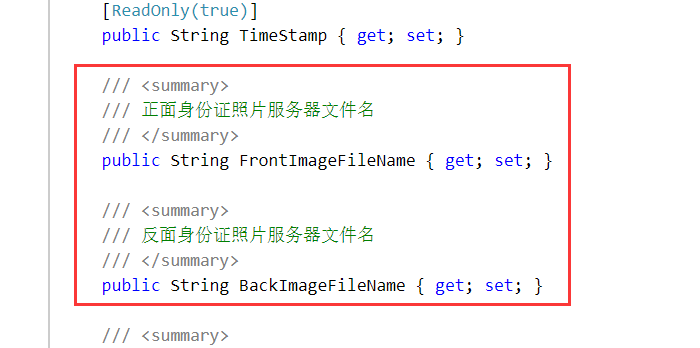 [ReadOnly(true)]
public String TimeStamp { get; set; }
/// <summary>
/// 正面身份证照片服务器文件名
/// </summary>
public String FrontImageFileName { get; set; }
/// <summary>
/// 反面身份证照片服务器文件名
/// </summary>
public String BackImageFileName { get; set; }
/// <summary>